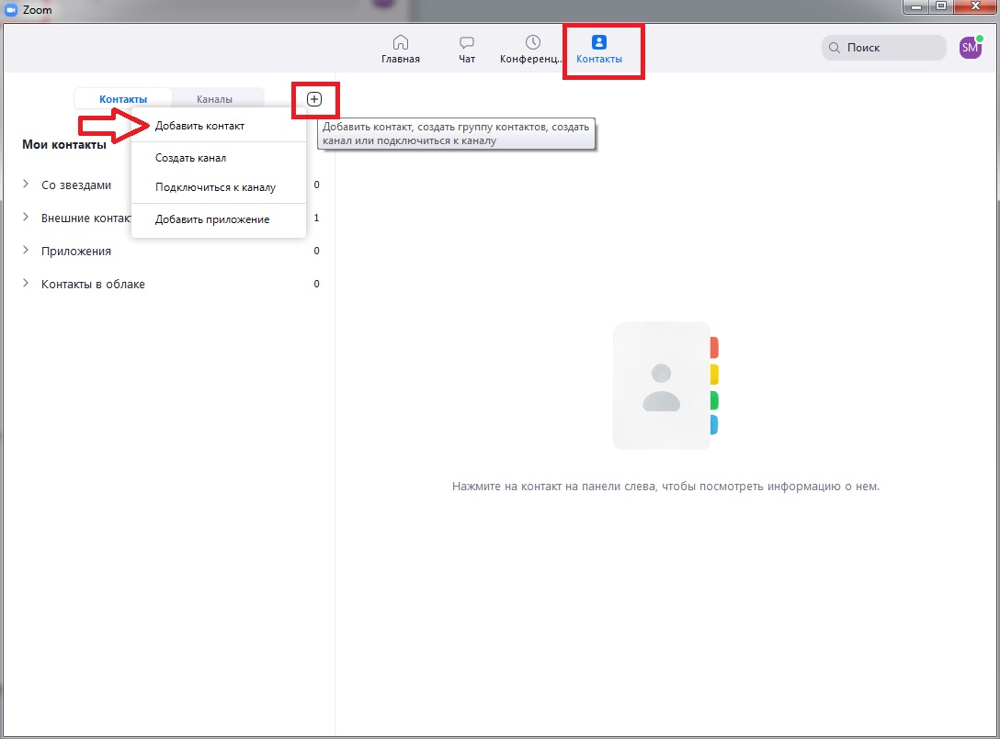 Zoom
Главная
Чат
Конференц...
Контакты
Поиск
SM
Контакты
Каналы
Добавить контакт
Добавить контакт, создать группу контактов, создать
канал или подключиться к каналу
Мои контакты
Создать канал
Со звездами
Подключиться к каналу
0
Внешние контакт
Добавить приложение
1
Приложения
0
Контакты в облаке
0
Нажмите на контакт на панели слева, чтобы посмотреть информацию о нем.